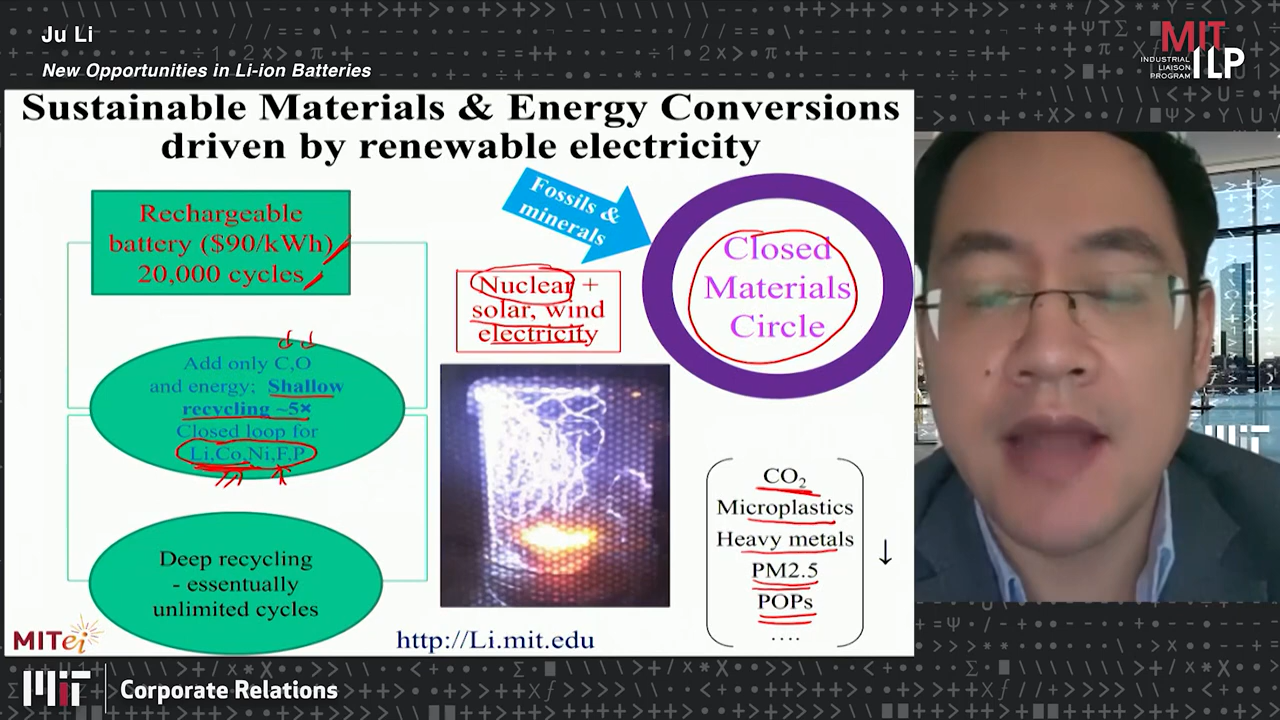 Ju Li
New Opportunities in Li-ion Batteries
MIT
INDUSTRIAL
LIAISON
PROGRAM
ILP
Sustainable Materials & Energy Conversions
driven by renewable electricity
Rechargeable
battery ($90/kWh)
20,000 cycles
Add only C,O
and energy; Shallow
recycling ~5×
Closed loop for
Li,Co,Ni,F,P
Deep recycling
- essentually
unlimited cycles
Fossils &
minerals
Nuclear +
solar, wind
electricity
Closed
Materials
Circle
CO₂
Microplastics
Heavy metals
PM2.5
POPs
....
↓
MITei
http://Li.mit.edu
MIT
MIT
Corporate Relations